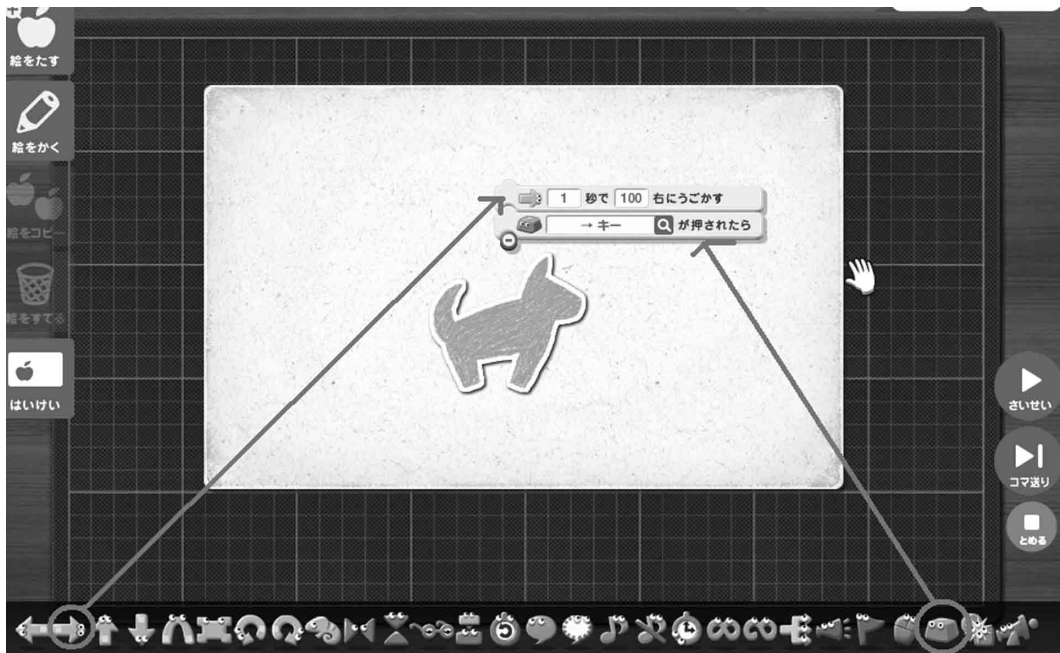 絵をたす
絵をかく
絵をコピー
絵をすてる
はいけい
1 秒で 100 右にうごかす
→ キー が押されたら
さいせい
コマ送り
とめる